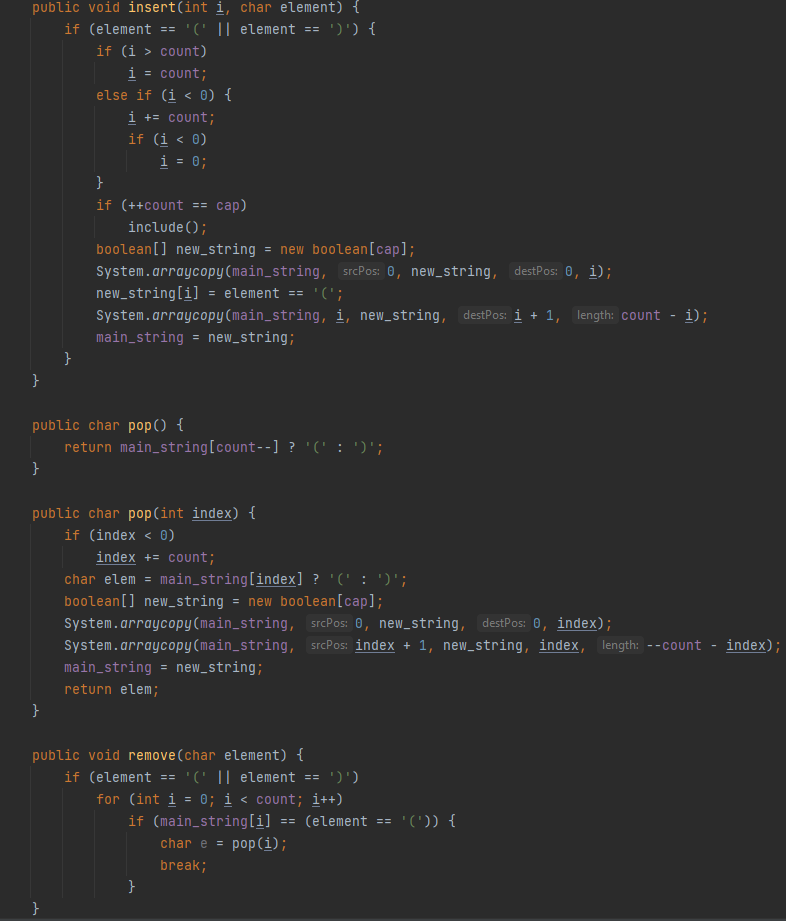 public void insert(int i, char element) {
if (element == '(' || element == ')') {
if (i > count)
i = count;
else if (i < 0) {
i += count;
if (i < 0)
i = 0;
}
if (++count == cap)
include();
boolean[] new_string = new boolean[cap];
System.arraycopy(main_string, srcPos: 0, new_string, destPos: 0, i);
new_string[i] = element == '(';
System.arraycopy(main_string, i, new_string, destPos: i + 1, length: count - i);
main_string = new_string;
}
}
public char pop() {
return main_string[count--] ? '(' : ')';
}
public char pop(int index) {
if (index < 0)
index += count;
char elem = main_string[index] ? '(' : ')';
boolean[] new_string = new boolean[cap];
System.arraycopy(main_string, srcPos: 0, new_string, destPos: 0, index);
System.arraycopy(main_string, srcPos: index + 1, new_string, index, length: --count - index);
main_string = new_string;
return elem;
}
public void remove(char element) {
if (element == '(' || element == ')')
for (int i = 0; i < count; i++)
if (main_string[i] == (element == '(')) {
char e = pop(i);
break;
}
}